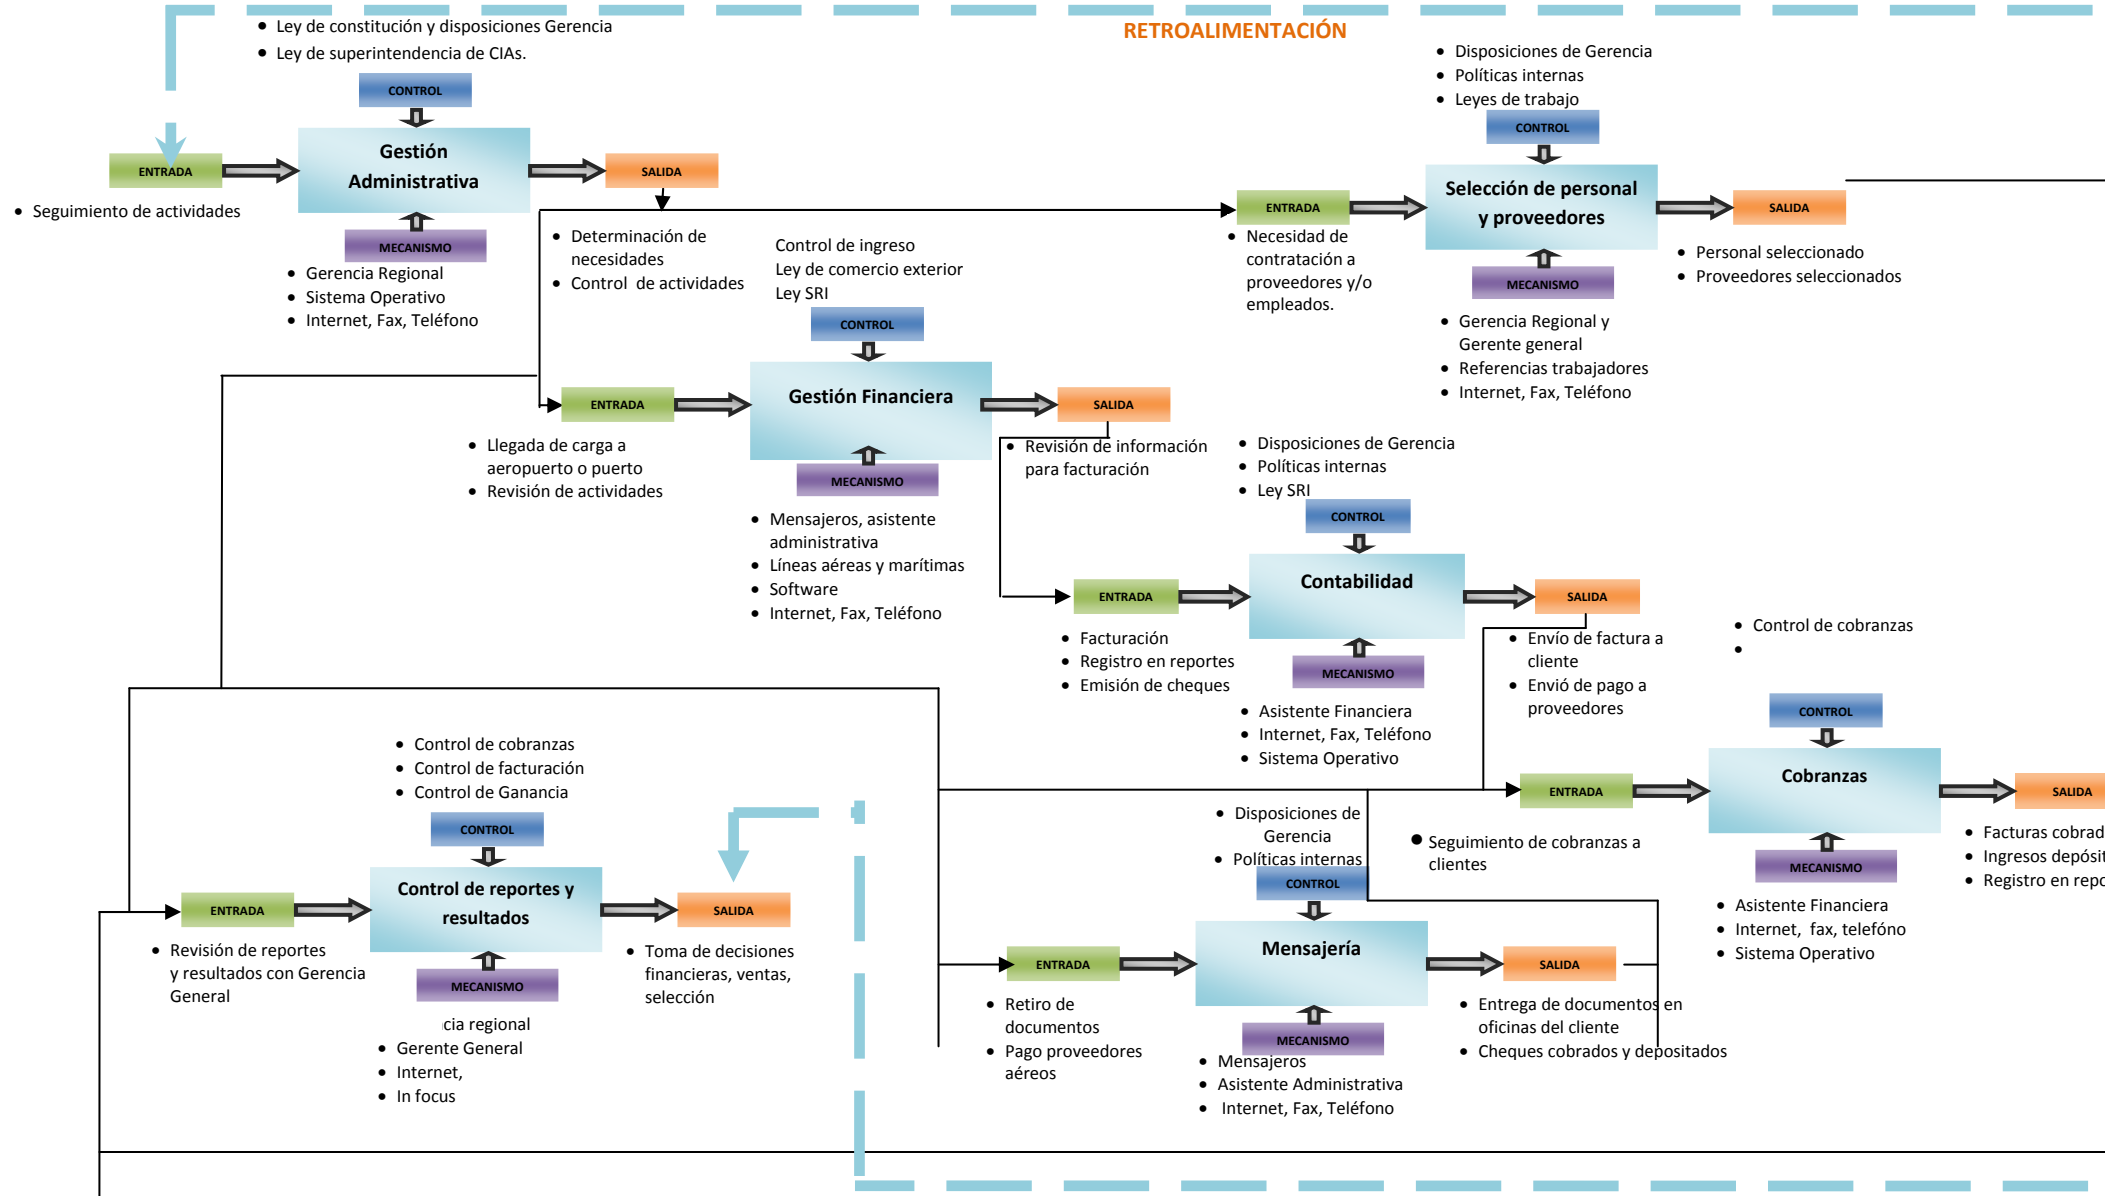 RETROALIMENTACIÓN
• Ley de constitución y disposiciones Gerencia
• Ley de superintendencia de CIAs.
CONTROL
Gestión
Administrativa
ENTRADA
SALIDA
• Seguimiento de actividades
MECANISMO
• Gerencia Regional
• Sistema Operativo
• Internet, Fax, Teléfono
• Determinación de
necesidades
• Control de actividades
• Disposiciones de Gerencia
• Políticas internas
• Leyes de trabajo
CONTROL
ENTRADA
Selección de personal
y proveedores
SALIDA
• Necesidad de
contratación a
proveedores y/o
empleados.
MECANISMO
• Personal seleccionado
• Proveedores seleccionados
• Gerencia Regional y
Gerente general
• Referencias trabajadores
• Internet, Fax, Teléfono
Control de ingreso
Ley de comercio exterior
Ley SRI
CONTROL
ENTRADA
Gestión Financiera
SALIDA
• Llegada de carga a
aeropuerto o puerto
• Revisión de actividades
MECANISMO
• Revisión de información
para facturación
• Mensajeros, asistente
administrativa
• Líneas aéreas y marítimas
• Software
• Internet, Fax, Teléfono
• Disposiciones de Gerencia
• Políticas internas
• Ley SRI
CONTROL
ENTRADA
Contabilidad
SALIDA
• Facturación
• Registro en reportes
• Emisión de cheques
MECANISMO
• Envío de factura a
cliente
• Envió de pago a
proveedores
• Asistente Financiera
• Internet, Fax, Teléfono
• Sistema Operativo
• Control de cobranzas
•
CONTROL
ENTRADA
Cobranzas
SALIDA
• Seguimiento de cobranzas a
clientes
MECANISMO
• Facturas cobrad
• Ingresos depósit
• Registro en repo
• Asistente Financiera
• Internet, fax, telefóno
• Sistema Operativo
• Control de cobranzas
• Control de facturación
• Control de Ganancia
CONTROL
ENTRADA
Control de reportes y
resultados
SALIDA
• Revisión de reportes
y resultados con Gerencia
General
MECANISMO
• Toma de decisiones
financieras, ventas,
selección
cia regional
• Gerente General
• Internet,
• In focus
• Disposiciones de
Gerencia
• Políticas internas
CONTROL
ENTRADA
Mensajería
SALIDA
• Retiro de
documentos
• Pago proveedores
aéreos
MECANISMO
• Entrega de documentos en
oficinas del cliente
• Cheques cobrados y depositados
• Mensajeros
• Asistente Administrativa
• Internet, Fax, Teléfono